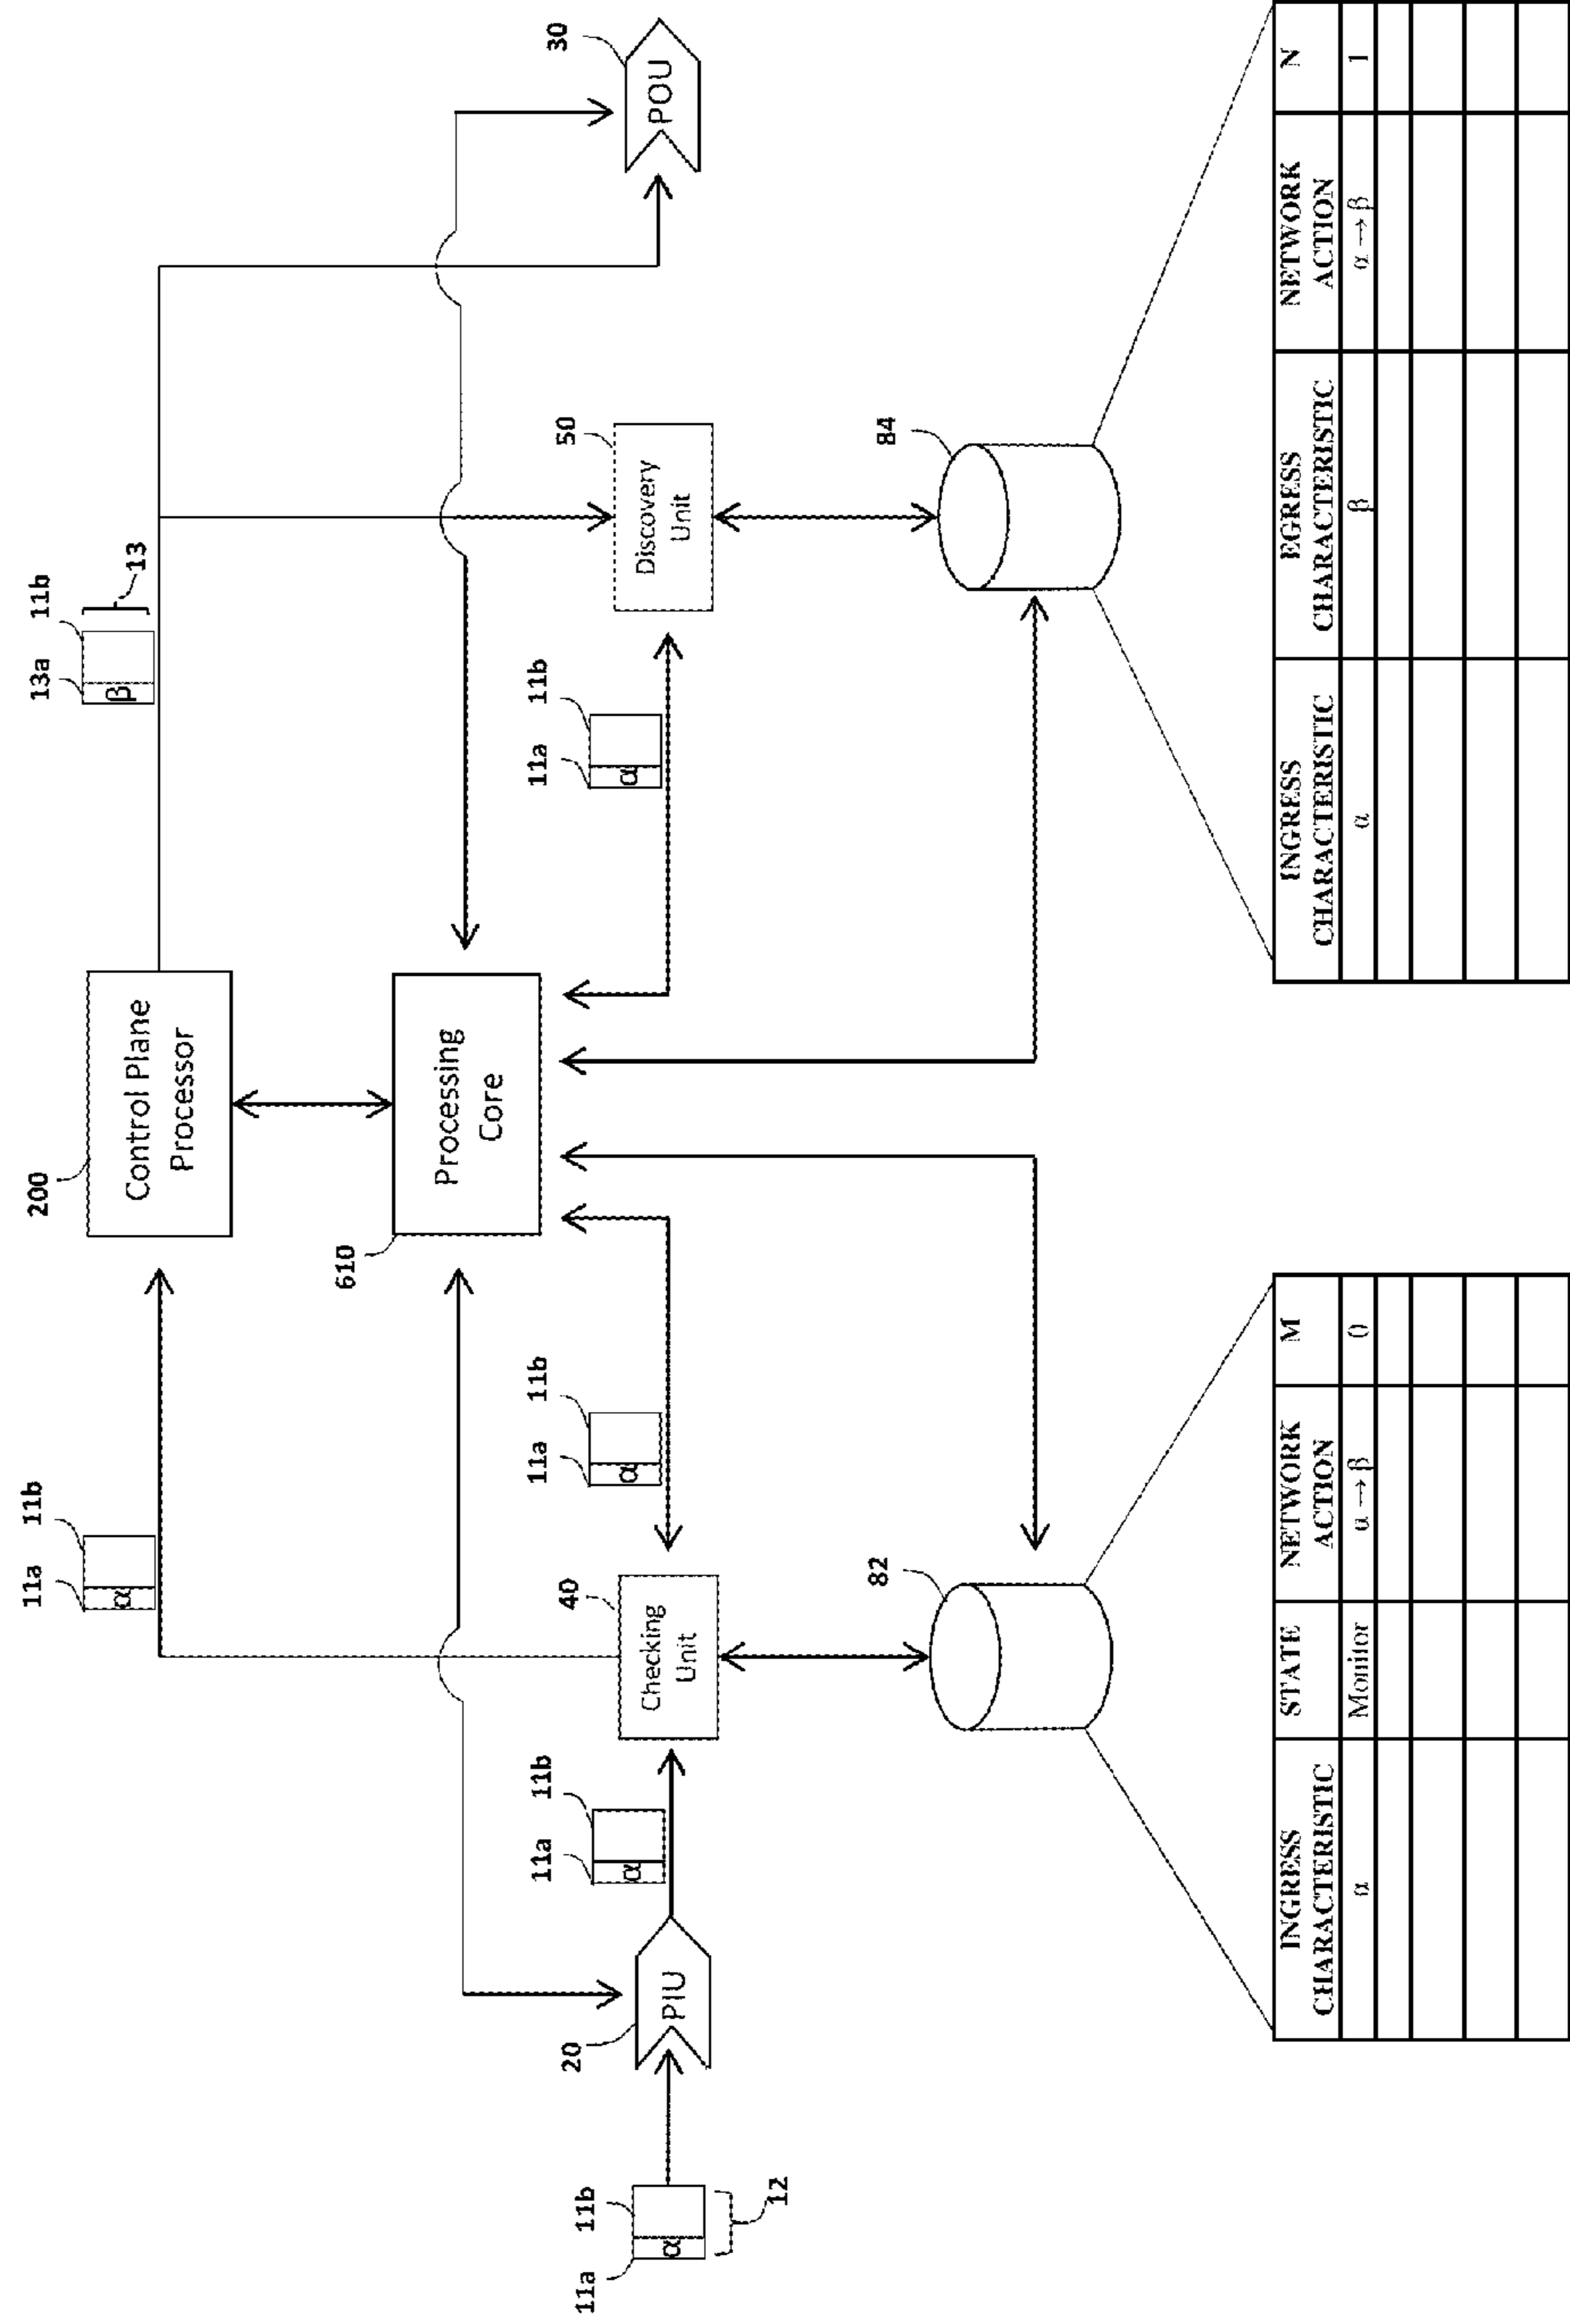 200
Control Plane
Processor
11a
11b
α
13a
11b
β
13
610
Processing
Core
30
POU
11a
11b
α
11a
11b
α
50
Discovery
Unit
40
Checking
Unit
11a
11b
α
20
PIU
11a
11b
α
12
82
84
INGRESS
CHARACTERISTIC
STATE
NETWORK
ACTION
M
α
Monitor
α → β
0
INGRESS
CHARACTERISTIC
EGRESS
CHARACTERISTIC
NETWORK
ACTION
N
α
β
α → β
1